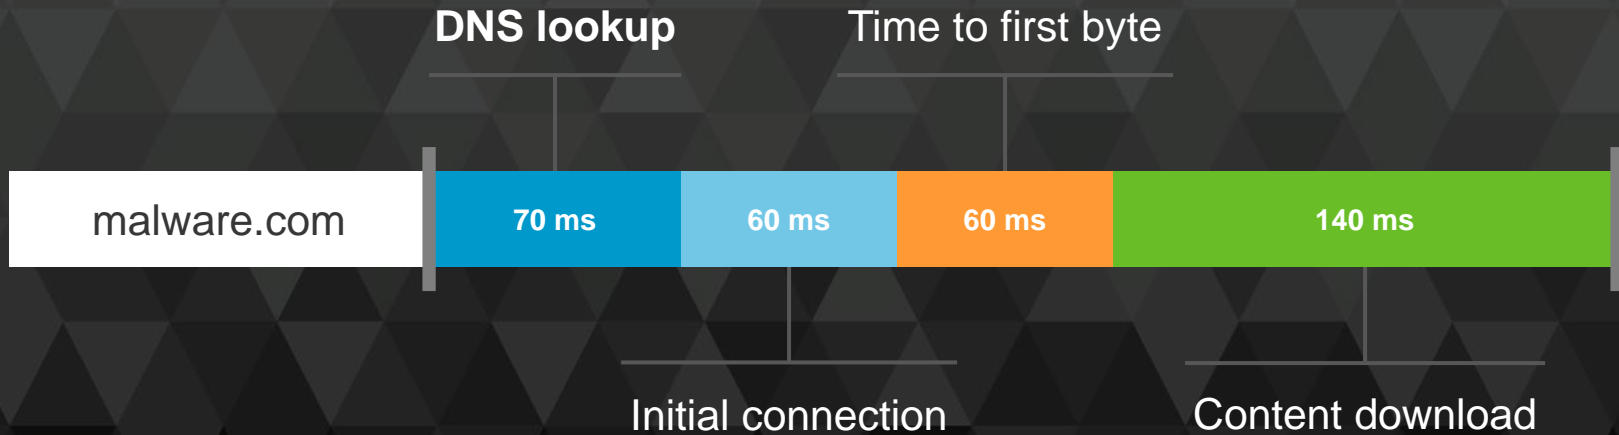 DNS lookup
Time to first byte
malware.com
70 ms
60 ms
60 ms
140 ms
Initial connection
Content download